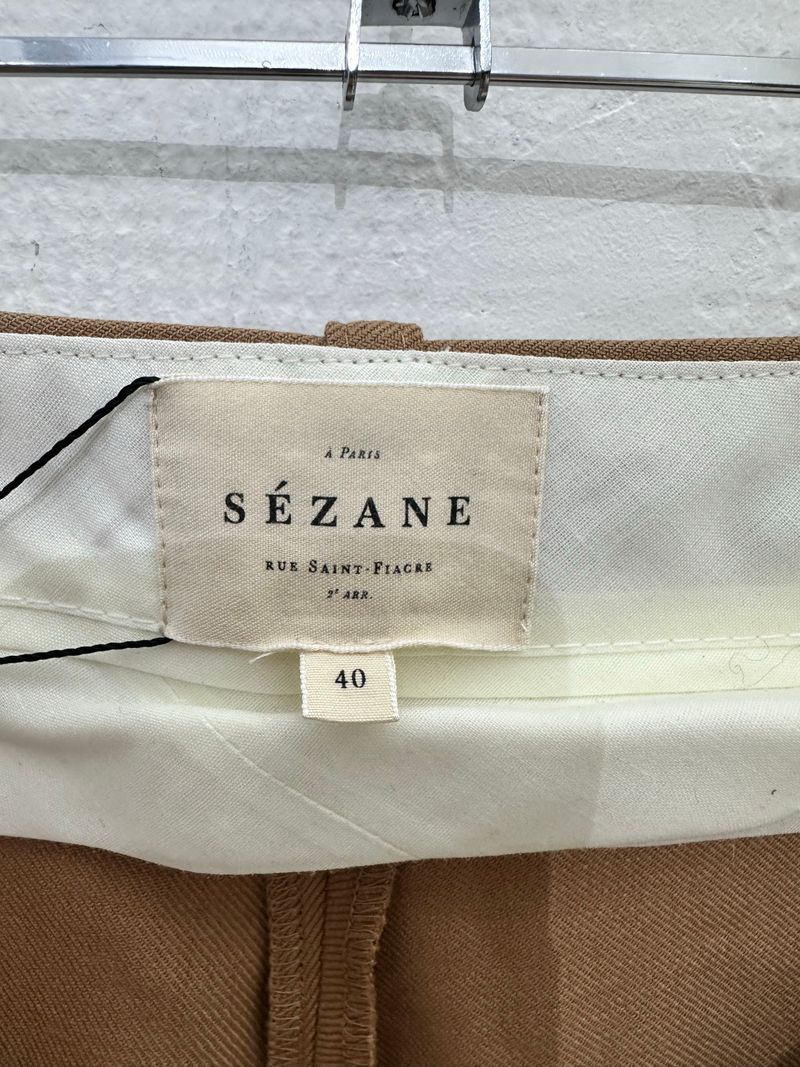 À PARIS
SÉZANE
RUE SAINT-FIACRE
2E ARR.
40